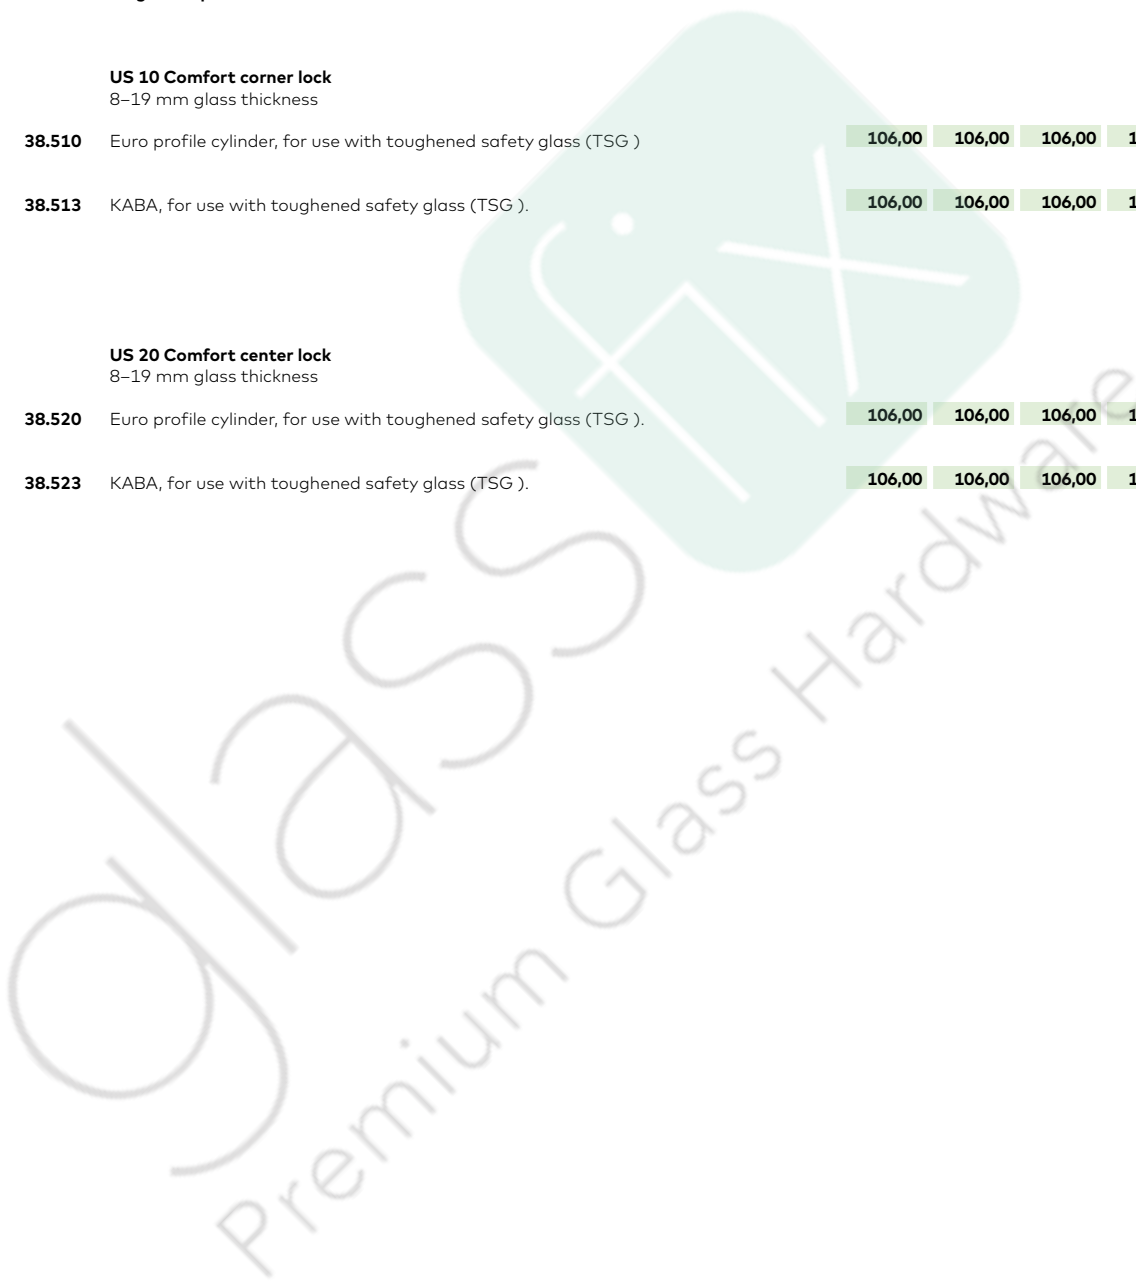 US 10 Comfort corner lock
8–19 mm glass thickness
38.510 Euro profile cylinder, for use with toughened safety glass (TSG ) 106,00 106,00 106,00
38.513 KABA, for use with toughened safety glass (TSG ). 106,00 106,00 106,00
US 20 Comfort center lock
8–19 mm glass thickness
38.520 Euro profile cylinder, for use with toughened safety glass (TSG ). 106,00 106,00 106,00
38.523 KABA, for use with toughened safety glass (TSG ). 106,00 106,00 106,00
glass fix
Premium Glass Hardware